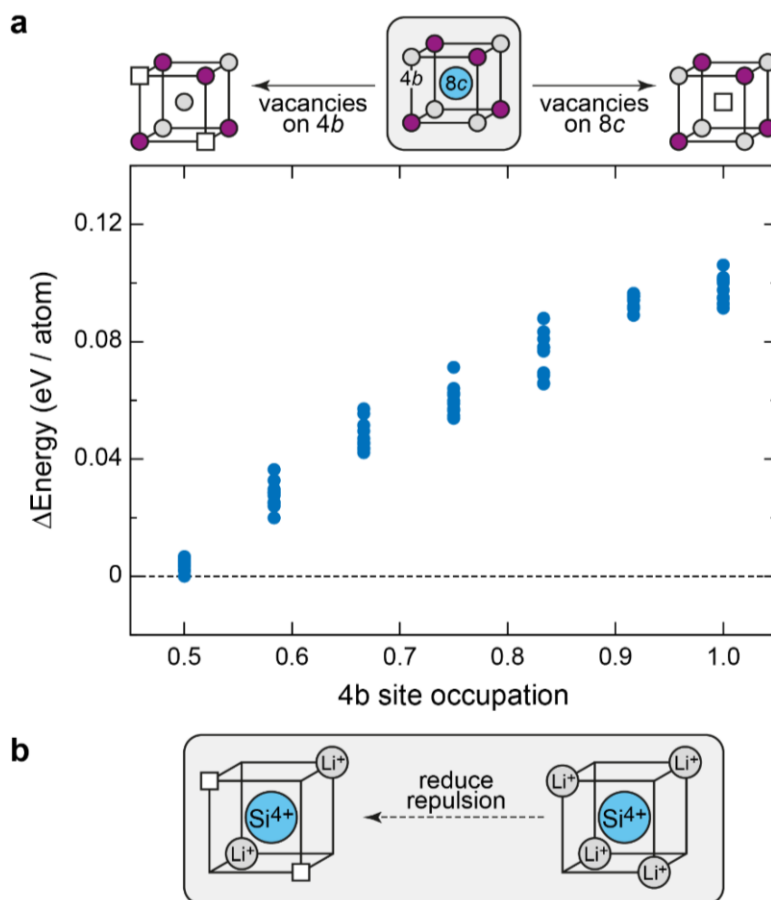 a
4b
8c
vacancies
on 4b
vacancies
on 8c
ΔEnergy (eV / atom)
0.12
0.08
0.04
0
0.5 0.6 0.7 0.8 0.9 1.0
4b site occupation
b
Li⁺
Si⁴⁺
Li⁺
reduce
repulsion
Li⁺
Li⁺
Si⁴⁺
Li⁺
Li⁺